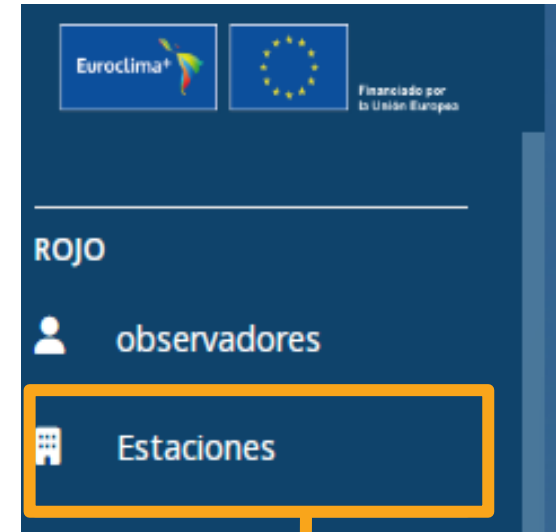 Euroclima+
Financiado por
la Unión Europea
ROJO
observadores
Estaciones